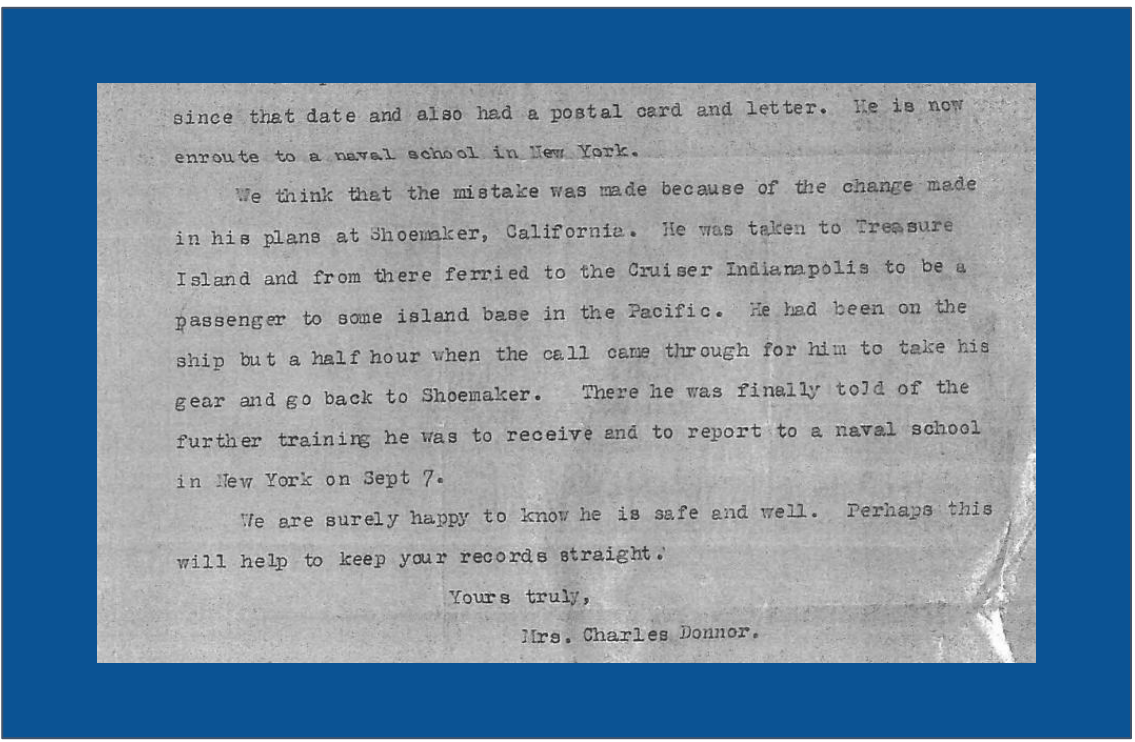 since that date and also had a postal card and letter. He is now
enroute to a naval school in New York.
We think that the mistake was made because of the change made
in his plans at Shoemaker, California. He was taken to Treasure
Island and from there ferried to the Cruiser Indianapolis to be a
passenger to some island base in the Pacific. He had been on the
ship but a half hour when the call came through for him to take his
gear and go back to Shoemaker. There he was finally told of the
further training he was to receive and to report to a naval school
in New York on Sept 7.
We are surely happy to know he is safe and well. Perhaps this
will help to keep your records straight.
Yours truly,
Mrs. Charles Donnor.